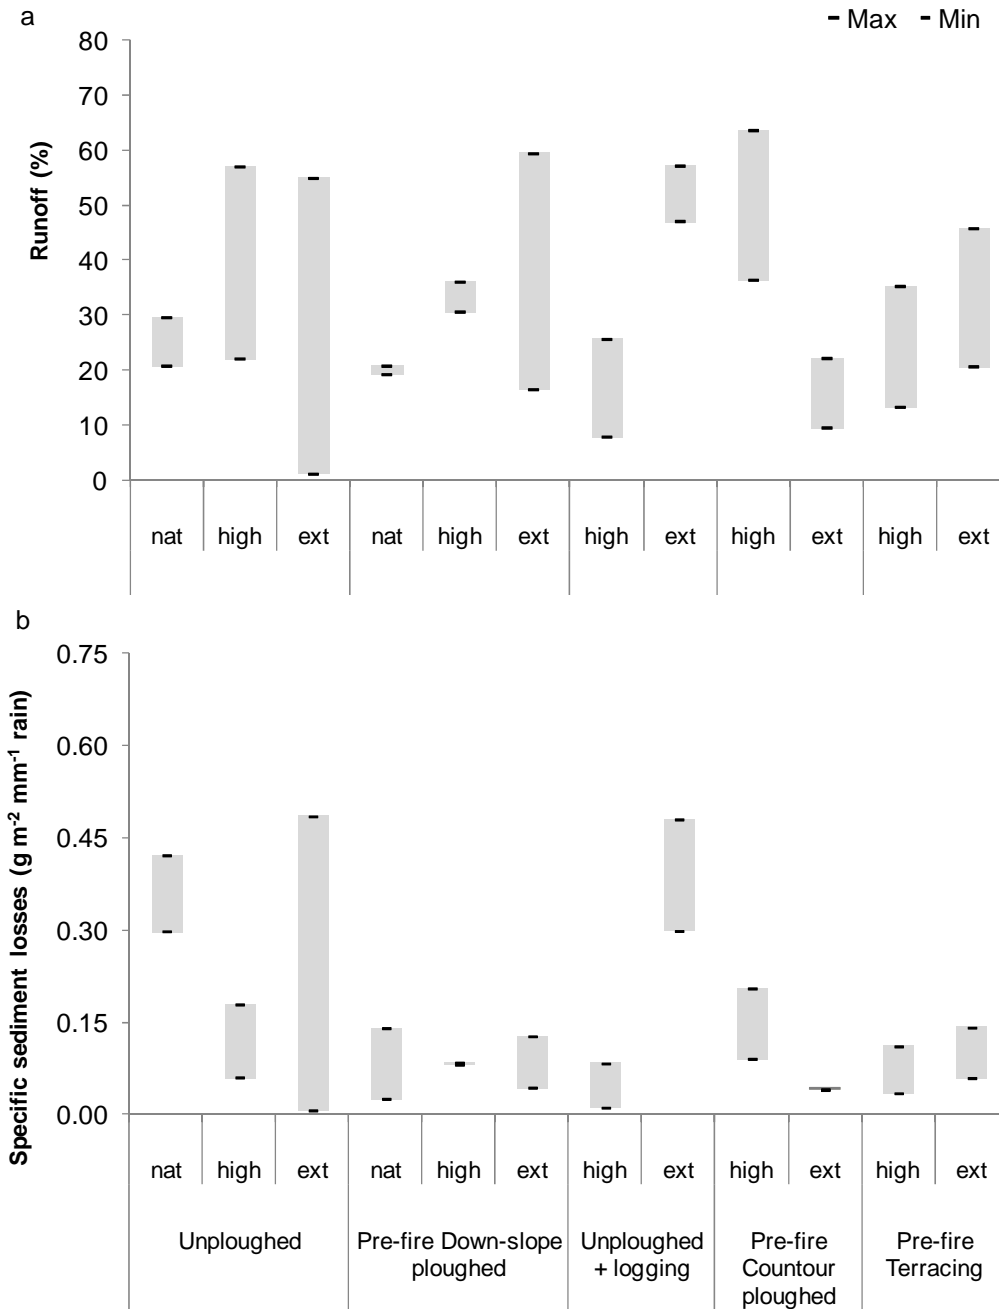 a
Max Min
Runoff (%)
80
70
60
50
40
30
20
10
0
nat high ext nat high ext high ext high ext high ext
b
Specific sediment losses (g m-2 mm-1 rain)
0.75
0.60
0.45
0.30
0.15
0.00
nat high ext nat high ext high ext high ext high ext
Unploughed
Pre-fire Down-slope
ploughed
Unploughed
+ logging
Pre-fire
Countour
ploughed
Pre-fire
Terracing